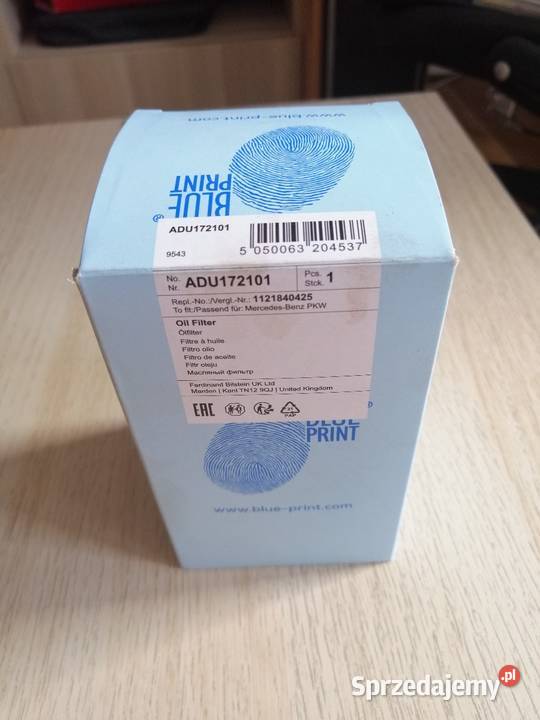 www.blue-print.com
BLUE
PRINT®
ADU172101
9543
5 050063 204537
No.
Nr. ADU172101
Pcs.
Stck. 1
Repl.-No.:/Vergl.-Nr.: 1121840425
To fit:/Passend für: Mercedes-Benz PKW
Oil Filter
Ölfilter
Filtre à huile
Filtro olio
Filtro de aceite
Filtr oleju
Масляный фильтр
Ferdinand Bilstein UK Ltd
Marden | Kent TN12 9QJ | United Kingdom
EAC
21
PAP
BLUE
PRINT®
www.blue-print.com
Sprzedajemy.pl